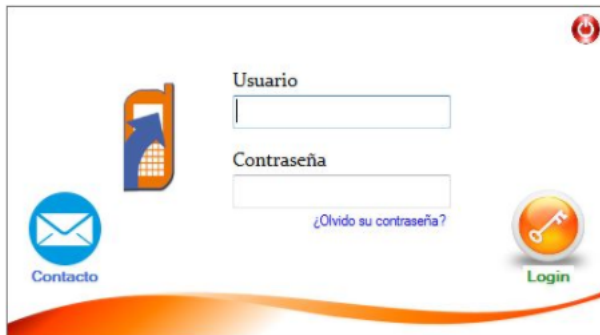 Usuario
Contraseña
¿Olvido su contraseña?
Contacto
Login